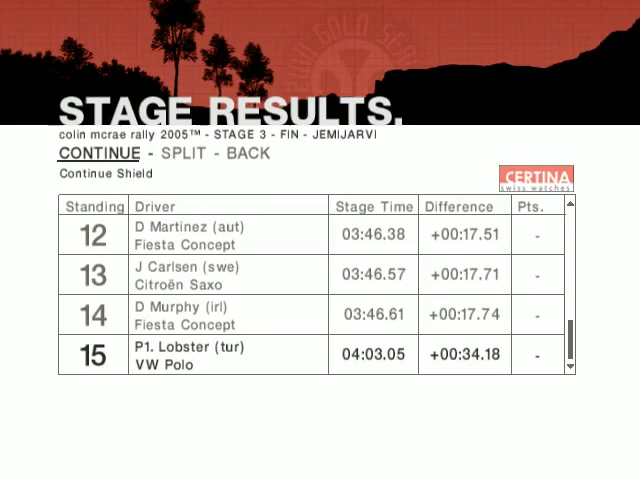 GOLD SEAL
STAGE RESULTS.
colin mcrae rally 2005™ - STAGE 3 - FIN - JEMIJARVI
CONTINUE - SPLIT - BACK
Continue Shield
CERTINA
swiss watches
Standing Driver Stage Time Difference Pts.
12 D Martinez (aut) 03:46.38 +00:17.51 -
Fiesta Concept
13 J Carlsen (swe) 03:46.57 +00:17.71 -
Citroën Saxo
14 D Murphy (irl) 03:46.61 +00:17.74 -
Fiesta Concept
15 P1. Lobster (tur) 04:03.05 +00:34.18 -
VW Polo